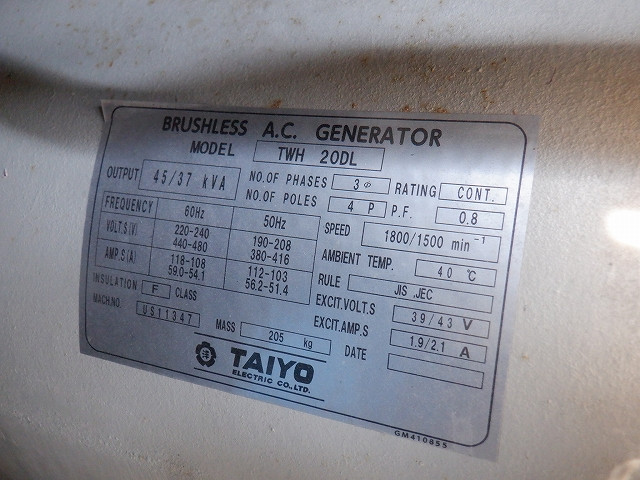 BRUSHLESS A.C. GENERATOR
MODEL TWH 20DL
OUTPUT 45/37 kVA NO.OF PHASES 3φ RATING CONT.
NO.OF POLES 4 P P.F. 0.8
FREQUENCY 60Hz 50Hz SPEED 1800/1500 min⁻¹
VOLT.S(V) 220-240 440-480 190-208 380-416 AMBIENT TEMP. 40 ℃
AMP.S(A) 118-108 59.0-54.1 112-103 56.2-51.4 RULE JIS.JEC
INSULATION F CLASS EXCIT,VOLT.S 39/43 V
MACH.NO. US11347 MASS 205 kg EXCIT.AMP.S 1.9/2.1 A
DATE
TAIYO
ELECTRIC CO.,LTD.
GM410855